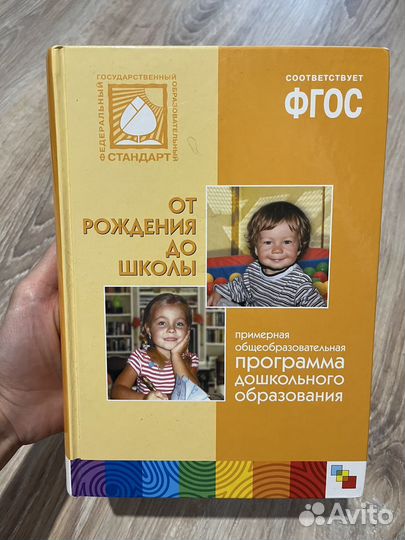 ФЕДЕРАЛЬНЫЙ
ГОСУДАРСТВЕННЫЙ
ОБРАЗОВАТЕЛЬНЫЙ
СТАНДАРТ
СООТВЕТСТВУЕТ
ФГОС
ОТ
РОЖДЕНИЯ
ДО
ШКОЛЫ
примерная
общеобразовательная
программа
дошкольного
образования
Avito